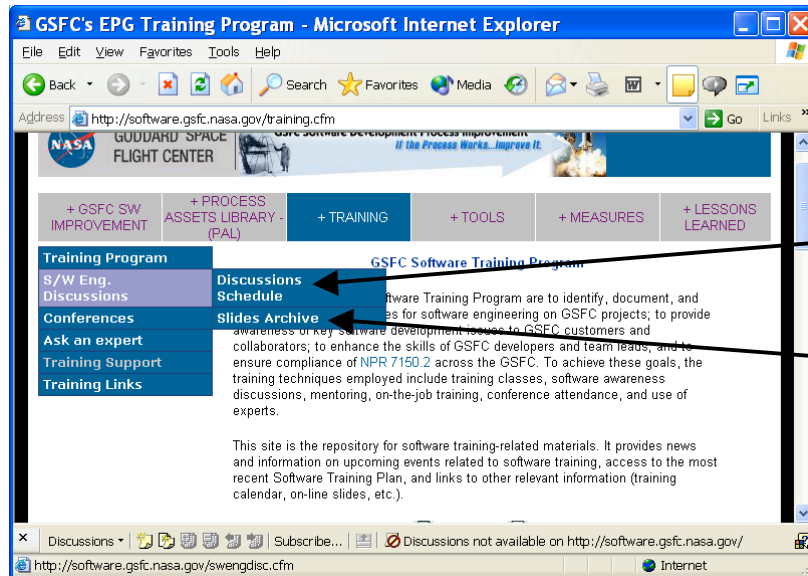 GSFC's EPG Training Program - Microsoft Internet Explorer
File Edit View Favorites Tools Help
Back Search Favorites Media
Address http://software.gsfc.nasa.gov/training.cfm Go Links »
NASA GODDARD SPACE FLIGHT CENTER
GSFC Software Development Process Improvement
If the Process Works...Improve It.
+ GSFC SW IMPROVEMENT
+ PROCESS ASSETS LIBRARY - (PAL)
+ TRAINING
+ TOOLS
+ MEASURES
+ LESSONS LEARNED
Training Program
S/W Eng. Discussions
Conferences
Ask an expert
Training Support
Training Links
Discussions Schedule
Slides Archive
GSFC Software Training Program
ftware Training Program are to identify, document, and
es for software engineering on GSFC projects; to provide
awareness of key software development issues to GSFC customers and
collaborators; to enhance the skills of GSFC developers and team leads; and to
ensure compliance of NPR 7150.2 across the GSFC. To achieve these goals, the
training techniques employed include training classes, software awareness
discussions, mentoring, on-the-job training, conference attendance, and use of
experts.
This site is the repository for software training-related materials. It provides news
and information on upcoming events related to software training, access to the most
recent Software Training Plan, and links to other relevant information (training
calendar, on-line slides, etc.).
× Discussions Subscribe... Discussions not available on http://software.gsfc.nasa.gov/
http://software.gsfc.nasa.gov/swengdisc.cfm Internet